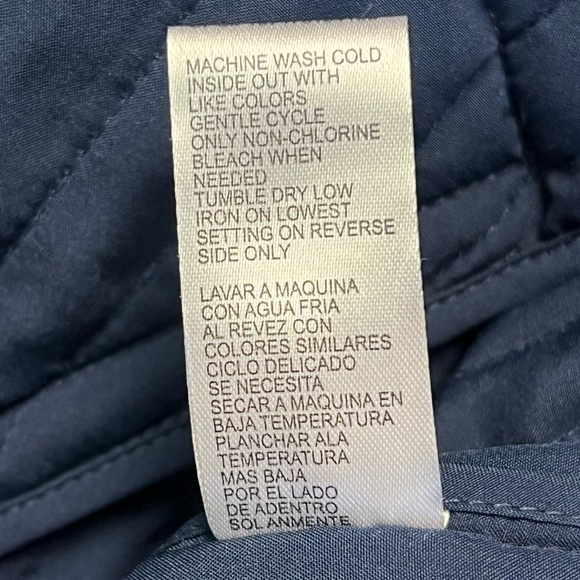 MACHINE WASH COLD
INSIDE OUT WITH
LIKE COLORS
GENTLE CYCLE
ONLY NON-CHLORINE
BLEACH WHEN
NEEDED
TUMBLE DRY LOW
IRON ON LOWEST
SETTING ON REVERSE
SIDE ONLY
LAVAR A MAQUINA
CON AGUA FRIA
AL REVEZ CON
COLORES SIMILARES
CICLO DELICADO
SE NECESITA
SECAR A MAQUINA EN
BAJA TEMPERATURA
PLANCHAR ALA
TEMPERATURA
MAS BAJA
POR EL LADO
DE ADENTRO
SOLANMENTE